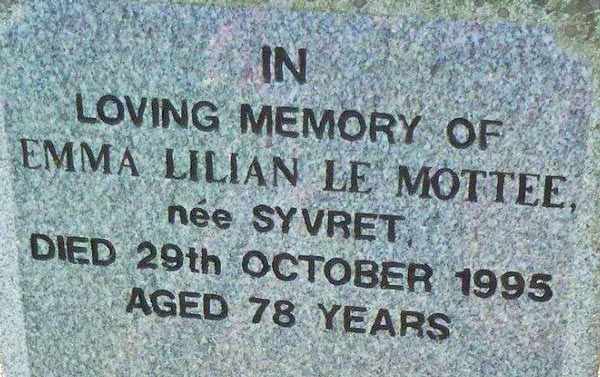 IN
LOVING MEMORY OF
EMMA LILIAN LE MOTTEE,
née SYVRET,
DIED 29th OCTOBER 1995
AGED 78 YEARS